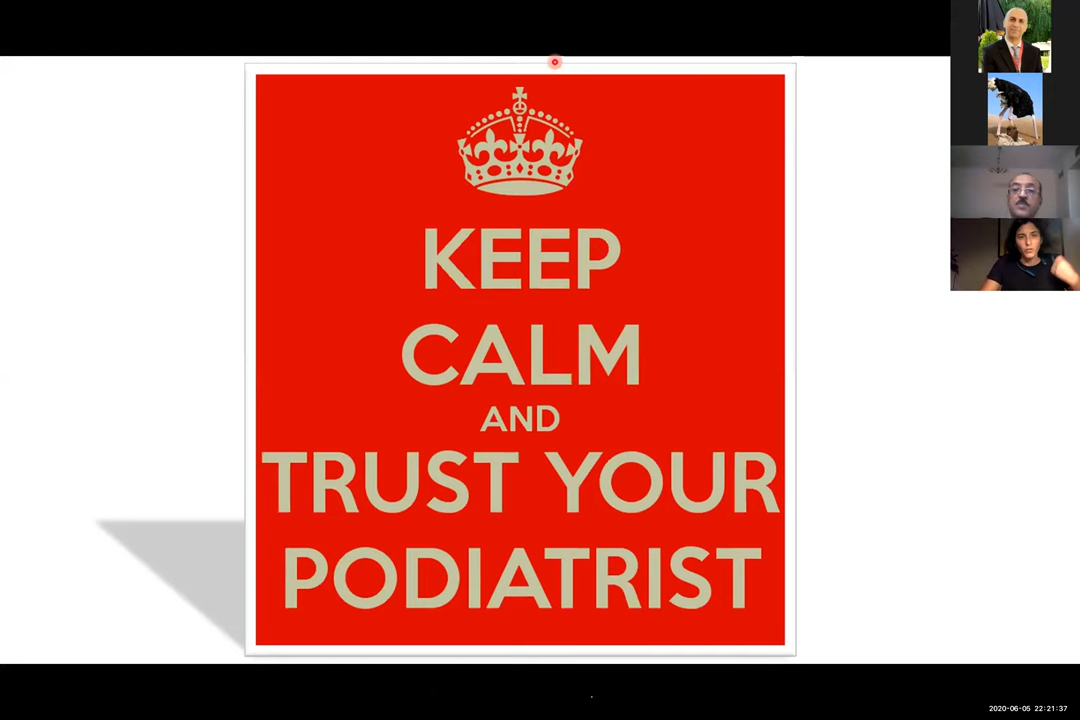 KEEP
CALM
AND
TRUST YOUR
PODIATRIST
2020-06-05 22:21:37